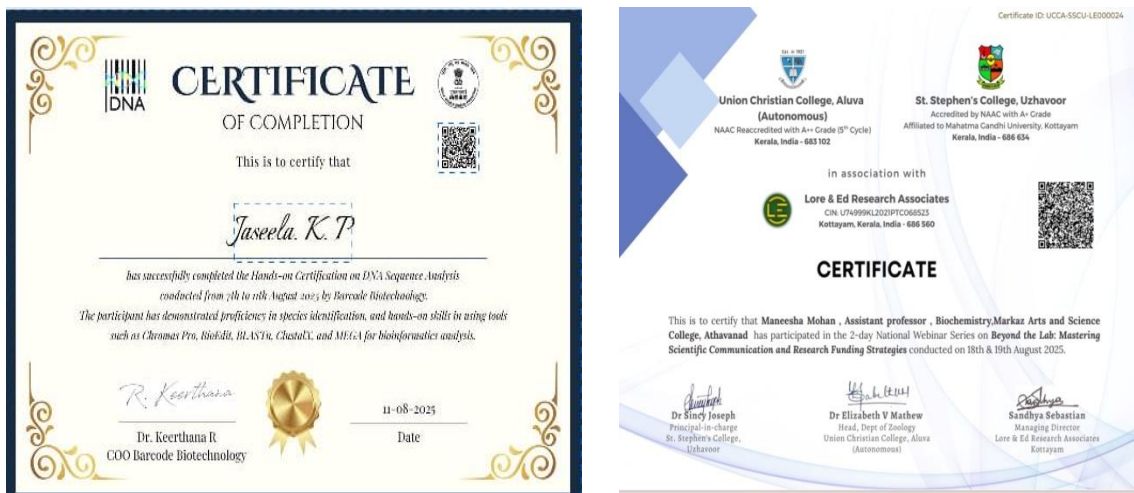 DNA
CERTIFICATE
OF COMPLETION
This is to certify that
Jaseela. K. P
has successfully completed the Hands-on Certification on DNA Sequence Analysis
conducted from 7th to 11th August 2025 by Barcode Biotechnology.
The participant has demonstrated proficiency in species identification, and hands-on skills in using tools
such as Chromas Pro, BioEdit, BLASTn, ClustalX, and MEGA for bioinformatics analysis.
R. Keerthana
11-08-2025
Dr. Keerthana R
Date
COO Barcode Biotechnology
Certificate ID: UCCA-SSCU-LE000024
Union Christian College, Aluva
(Autonomous)
NAAC Reaccredited with A++ Grade (5th Cycle)
Kerala, India - 683 102
St. Stephen's College, Uzhavoor
Accredited by NAAC with A+ Grade
Affiliated to Mahatma Gandhi University, Kottayam
Kerala, India - 686 634
in association with
LE
Lore & Ed Research Associates
CIN: U74999KL2021PTC068523
Kottayam, Kerala, India - 686 560
CERTIFICATE
This is to certify that Maneesha Mohan , Assistant professor , Biochemistry,Markaz Arts and Science
College, Athavanad has participated in the 2-day National Webinar Series on Beyond the Lab: Mastering
Scientific Communication and Research Funding Strategies conducted on 18th & 19th August 2025.
Dr Sincy Joseph
Principal-in-charge
St. Stephen's College,
Uzhavoor
Dr Elizabeth V Mathew
Head, Dept of Zoology
Union Christian College, Aluva
(Autonomous)
Sandhya Sebastian
Managing Director
Lore & Ed Research Associates
Kottayam